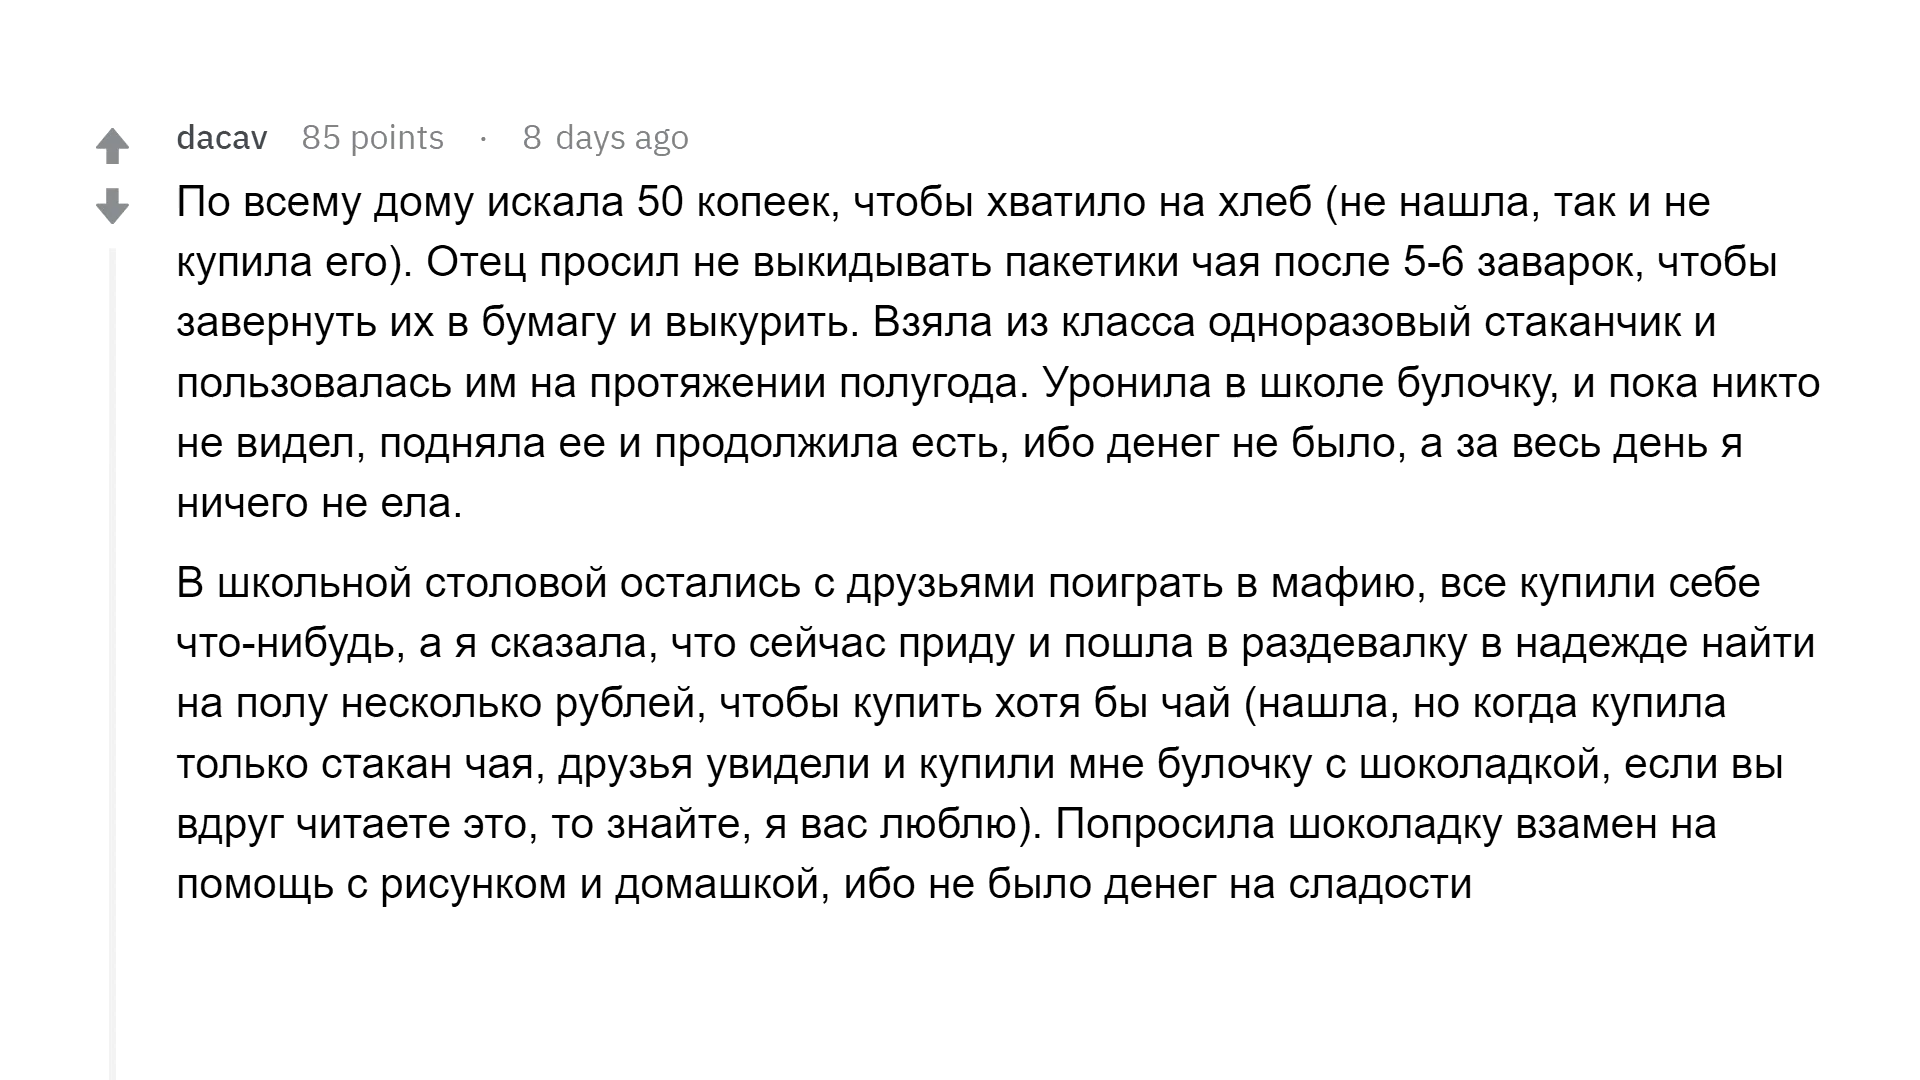 dacav 85 points · 8 days ago
По всему дому искала 50 копеек, чтобы хватило на хлеб (не нашла, так и не
купила его). Отец просил не выкидывать пакетики чая после 5-6 заварок, чтобы
завернуть их в бумагу и выкурить. Взяла из класса одноразовый стаканчик и
пользовалась им на протяжении полугода. Уронила в школе булочку, и пока никто
не видел, подняла ее и продолжила есть, ибо денег не было, а за весь день я
ничего не ела.
В школьной столовой остались с друзьями поиграть в мафию, все купили себе
что-нибудь, а я сказала, что сейчас приду и пошла в раздевалку в надежде найти
на полу несколько рублей, чтобы купить хотя бы чай (нашла, но когда купила
только стакан чая, друзья увидели и купили мне булочку с шоколадкой, если вы
вдруг читаете это, то знайте, я вас люблю). Попросила шоколадку взамен на
помощь с рисунком и домашкой, ибо не было денег на сладости